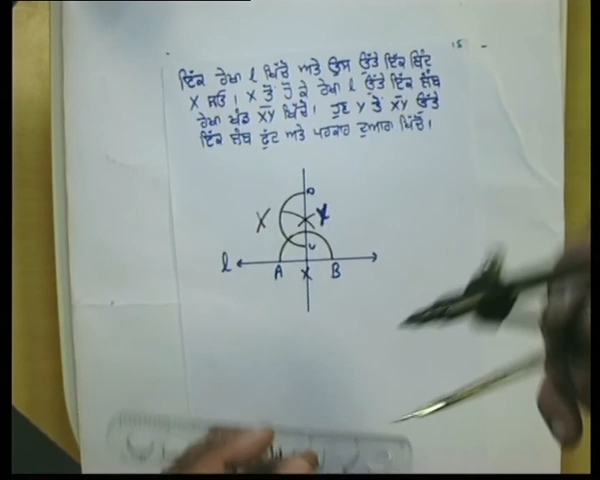 ਇੱਕ ਰੇਖਾ l ਖਿੱਚੋ ਅਤੇ ਉਸ ਉੱਤੇ ਇੱਕ ਬਿੰਦੂ
X ਲਓ। X ਤੋਂ ਹੋ ਕੇ ਰੇਖਾ l ਉੱਤੇ ਇੱਕ ਲੰਬ
ਰੇਖਾ ਖੰਡ XY ਖਿੱਚੋ। ਹੁਣ Y ਤੋਂ XY ਉੱਤੇ
ਇੱਕ ਲੰਬ ਫੁੱਟਾ ਅਤੇ ਪਰਕਾਰ ਦੁਆਰਾ ਖਿੱਚੋ।
D
X Y
C
l A X B